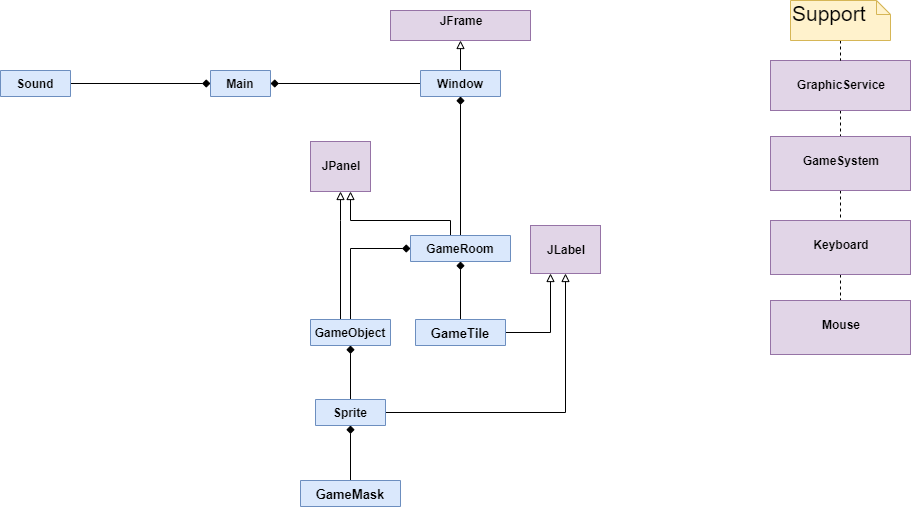 JFrame
Support
Sound
Main
Window
GraphicService
JPanel
GameSystem
GameRoom
JLabel
Keyboard
GameObject
GameTile
Mouse
Sprite
GameMask